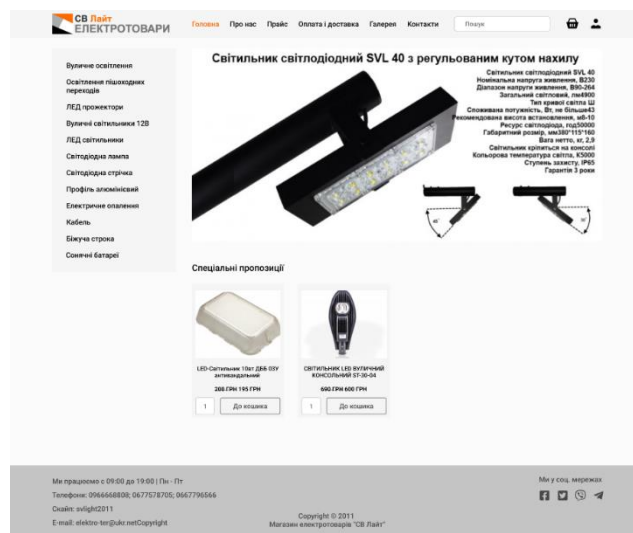 СВ Лайт
ЕЛЕКТРОТОВАРИ
Головна Про нас Прайс Оплата і доставка Галерея Контакти Пошук
Вуличне освітлення
Освітлення пішоходних
переходів
ЛЕД прожектори
Вуличні світильники 12В
ЛЕД світильники
Світодіодна лампа
Світодіодна стрічка
Профіль алюмінієвий
Електричне опалення
Кабель
Біжуча строка
Сонячні батареї
Світильник світлодіодний SVL 40 з регульованим кутом нахилу
Світильник світлодіодний SVL 40
Номінальна напруга живлення, В230
Діапазон напруги живлення, В90-264
Загальний світловий, лм4900
Тип кривої світла Ш
Споживана потужність, Вт, не більше43
Рекомендована висота встановлення, м6-10
Ресурс світлодіода, год50000
Габаритний розмір, мм380*115*160
Вага нетто, кг, 2,9
Світильник кріпиться на консолі
Кольорова температура світла, К5000
Ступень захисту, IP65
Гарантія 3 роки
Спеціальні пропозиції
LED-Світильник 10вт ДББ 03У
антивандальний
200 ГРН 195 ГРН
1 До кошика
СВІТИЛЬНИК LED ВУЛИЧНИЙ
КОНСОЛЬНИЙ ST-30-04
690 ГРН 600 ГРН
1 До кошика
Ми працюємо с 09:00 до 19:00 | Пн - Пт
Телефони: 0966668808; 0677578705; 0667796566
Скайп: svlight2011
E-mail: elektro-ter@ukr.netCopyright
Copyright © 2011
Магазин електротоварів "СВ Лайт"
Ми у соц. мережах